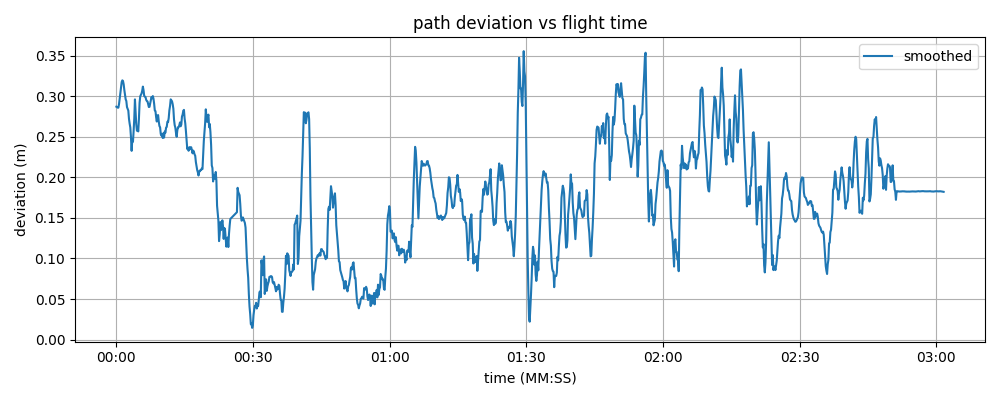 path deviation vs flight time
smoothed
deviation (m)
0.35
0.30
0.25
0.20
0.15
0.10
0.05
0.00
00:00 00:30 01:00 01:30 02:00 02:30 03:00
time (MM:SS)